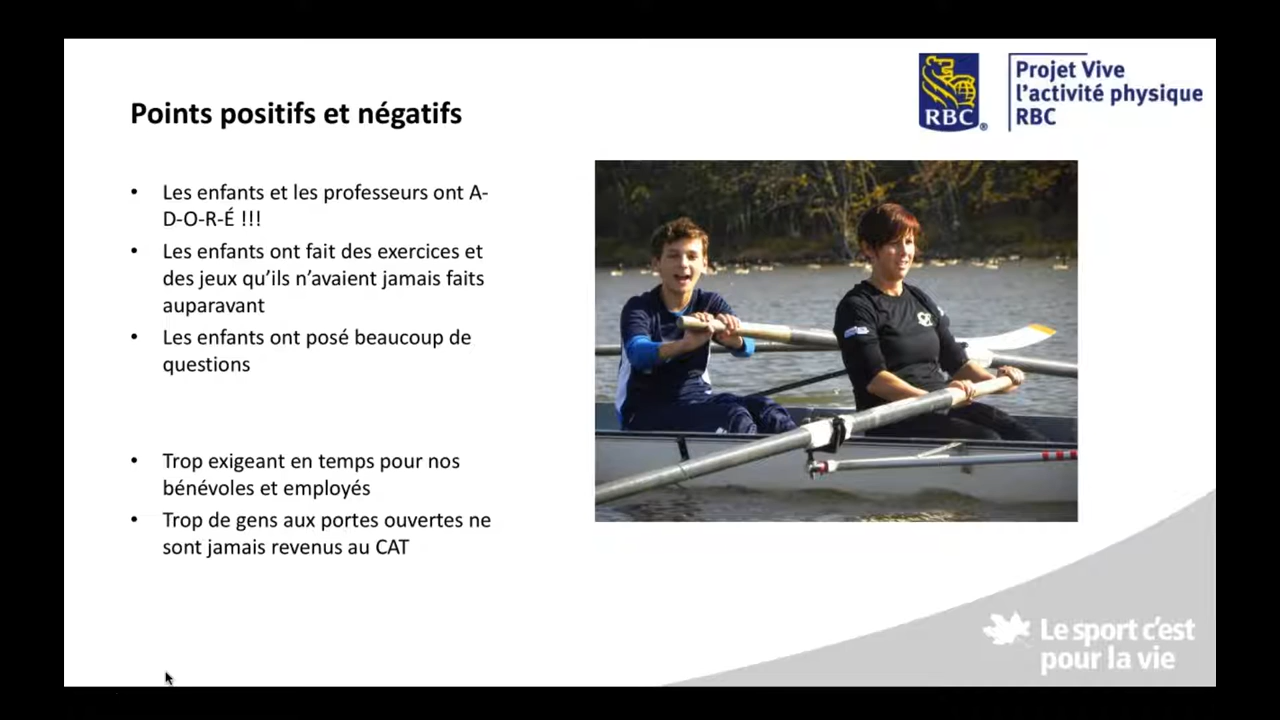 Points positifs et négatifs
RBC
®
Projet Vive
l'activité physique
RBC
• Les enfants et les professeurs ont A-
D-O-R-É !!!
• Les enfants ont fait des exercices et
des jeux qu'ils n'avaient jamais faits
auparavant
• Les enfants ont posé beaucoup de
questions
• Trop exigeant en temps pour nos
bénévoles et employés
• Trop de gens aux portes ouvertes ne
sont jamais revenus au CAT
Le sport c'est
pour la vie